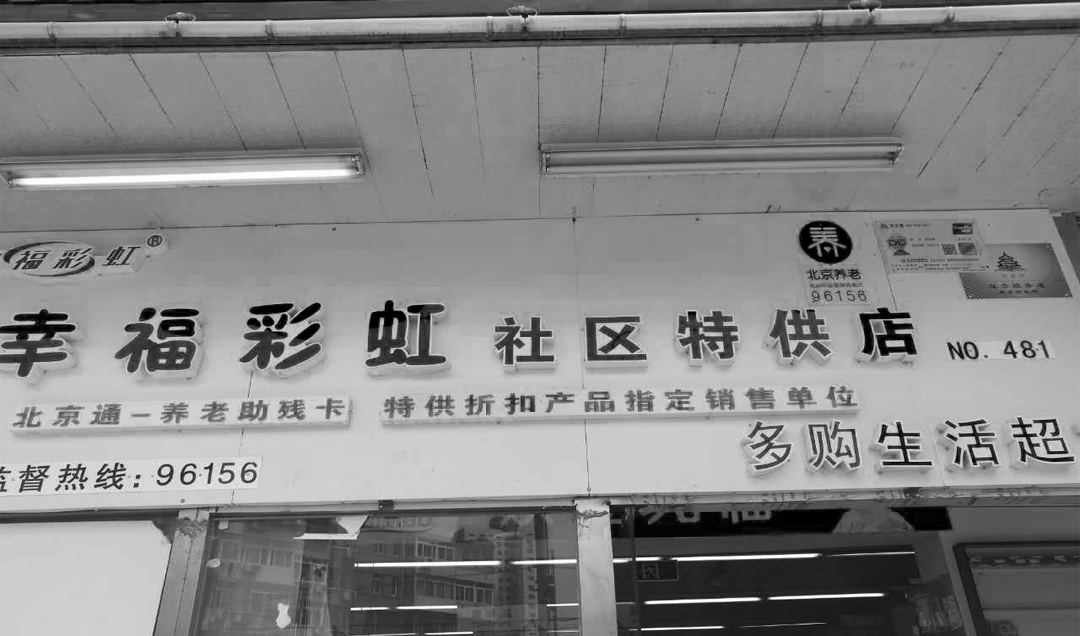 福彩虹®
养
北京养老
96156
幸福彩虹 社区特供店
NO. 481
北京通-养老助残卡 特供折扣产品指定销售单位
多购生活超
监督热线: 96156